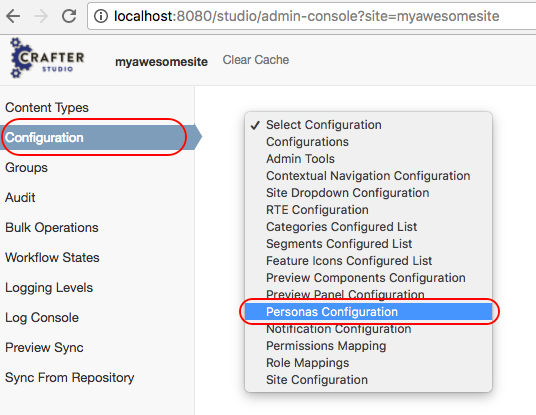 localhost:8080/studio/admin-console?site=myawesomesite
CRAFTER
STUDIO
myawesomesite
Clear Cache
Content Types
Configuration
Groups
Audit
Bulk Operations
Workflow States
Logging Levels
Log Console
Preview Sync
Sync From Repository
✓ Select Configuration
Configurations
Admin Tools
Contextual Navigation Configuration
Site Dropdown Configuration
RTE Configuration
Categories Configured List
Segments Configured List
Feature Icons Configured List
Preview Components Configuration
Preview Panel Configuration
Personas Configuration
Notification Configuration
Permissions Mapping
Role Mappings
Site Configuration